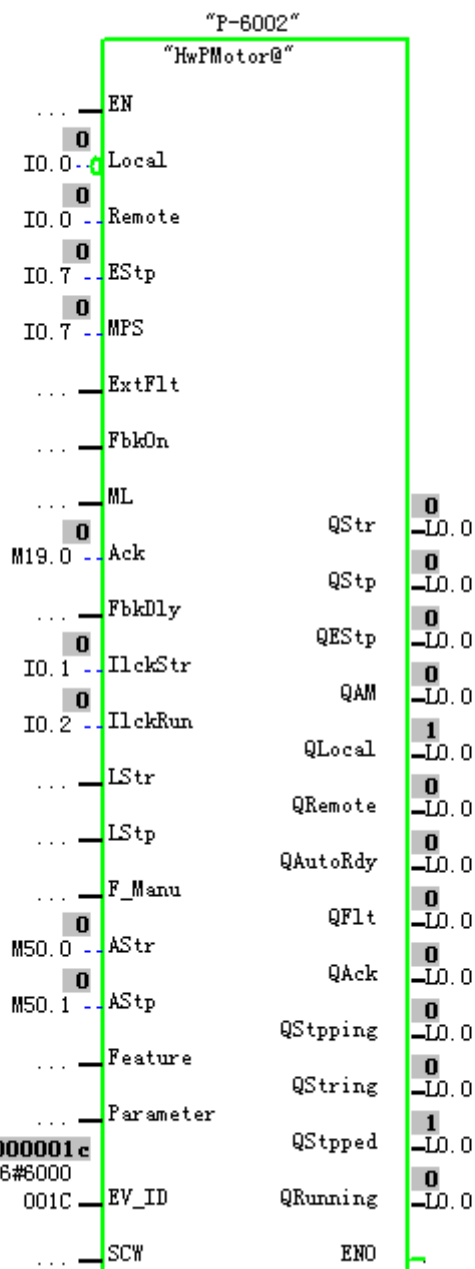 "P-6002"
"HwPMotor@"
... EN
0
I0.0 Local
0
I0.0 Remote
0
I0.7 EStp
0
I0.7 MPS
... ExtFlt
... FbkOn
... ML
0
QStr L0.0
0
M19.0 Ack
0
QStp L0.0
... FbkDly
0
QEStp L0.0
0
I0.1 IlckStr
0
QAM L0.0
0
I0.2 IlckRun
1
QLocal L0.0
... LStr
0
QRemote L0.0
... LStp
0
QAutoRdy L0.0
... F_Manu
0
QFlt L0.0
0
M50.0 AStr
0
QAck L0.0
0
M50.1 AStp
0
QStpping L0.0
... Feature
0
QString L0.0
... Parameter
1
QStpped L0.0
000001c
6#6000
0
001C EV_ID QRunning L0.0
... SCW ENO